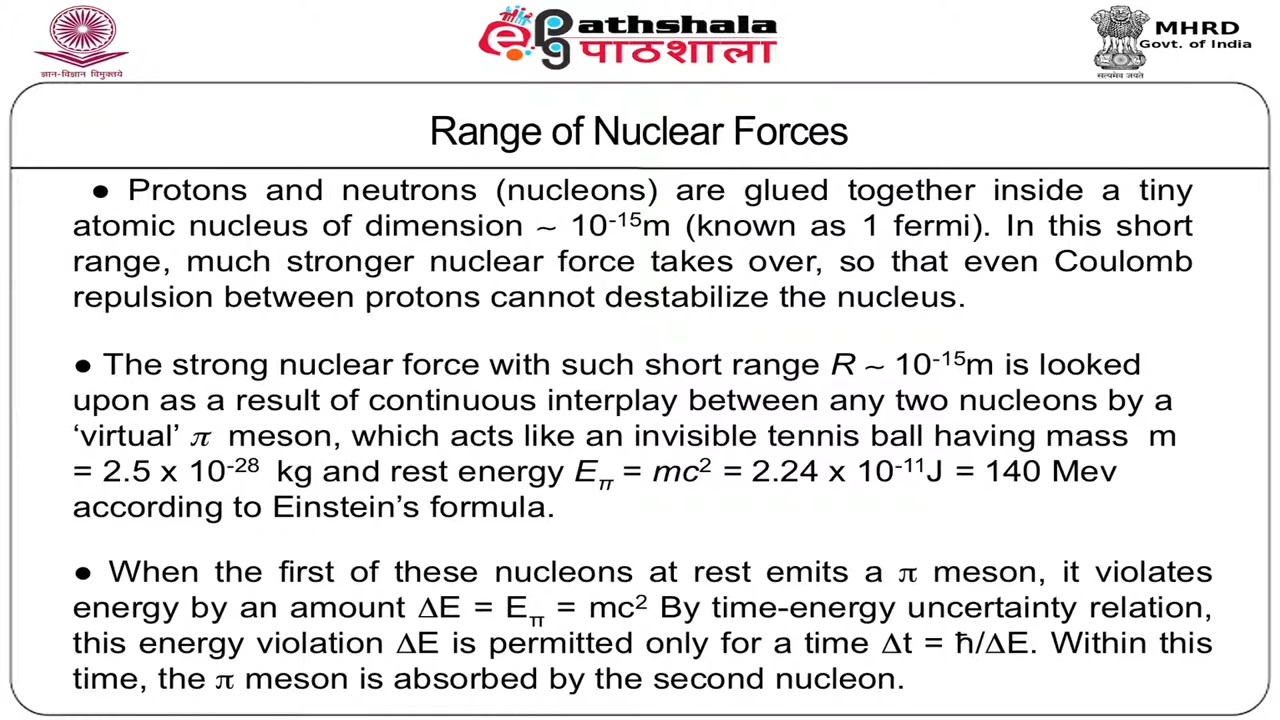 ज्ञान-विज्ञान विमुक्तये
ePG Pathshala
पाठशाला
MHRD
Govt. of India
सत्यमेव जयते
Range of Nuclear Forces
● Protons and neutrons (nucleons) are glued together inside a tiny
atomic nucleus of dimension ~ 10⁻¹⁵m (known as 1 fermi). In this short
range, much stronger nuclear force takes over, so that even Coulomb
repulsion between protons cannot destabilize the nucleus.
● The strong nuclear force with such short range R ~ 10⁻¹⁵m is looked
upon as a result of continuous interplay between any two nucleons by a
‘virtual’ π meson, which acts like an invisible tennis ball having mass m
= 2.5 x 10⁻²⁸ kg and rest energy E_π = mc² = 2.24 x 10⁻¹¹J = 140 Mev
according to Einstein’s formula.
● When the first of these nucleons at rest emits a π meson, it violates
energy by an amount ΔE = E_π = mc² By time-energy uncertainty relation,
this energy violation ΔE is permitted only for a time Δt = ħ/ΔE. Within this
time, the π meson is absorbed by the second nucleon.